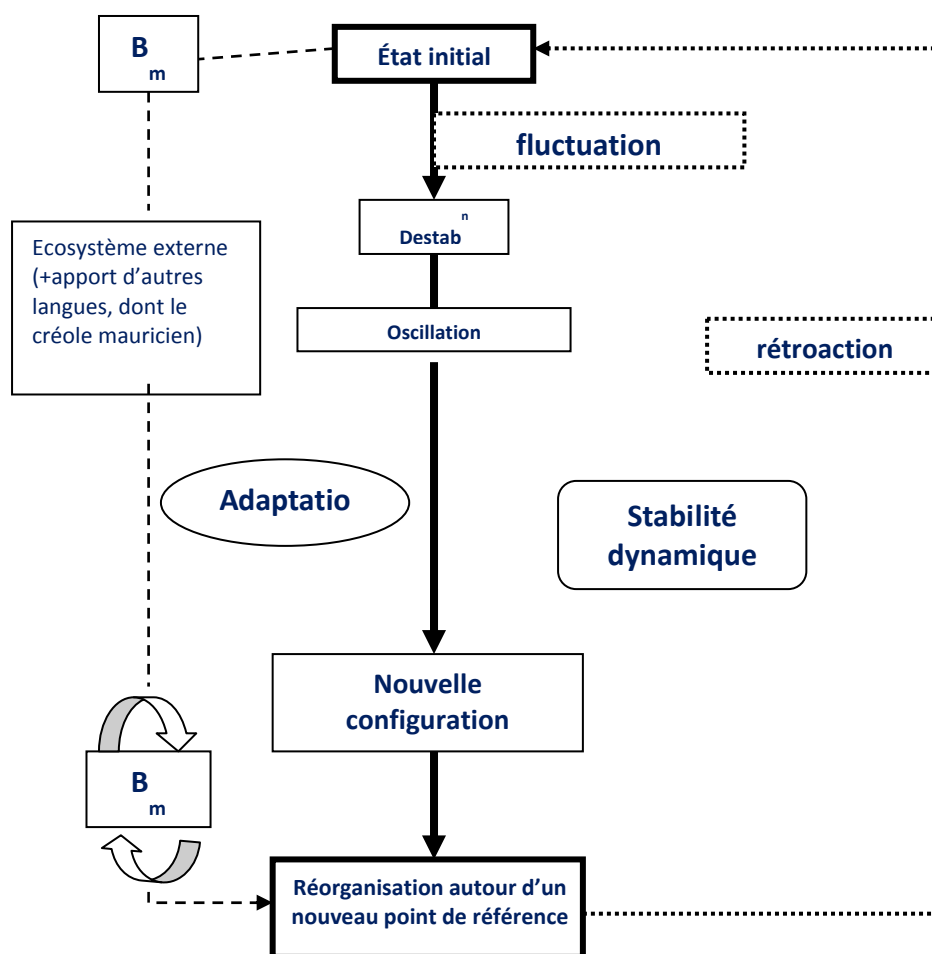 B
m
État initial
fluctuation
n
Destab
Ecosystème externe
(+apport d’autres
langues, dont le
créole mauricien)
Oscillation
rétroaction
Adaptatio
Stabilité
dynamique
Nouvelle
configuration
B
m
Réorganisation autour d’un
nouveau point de référence